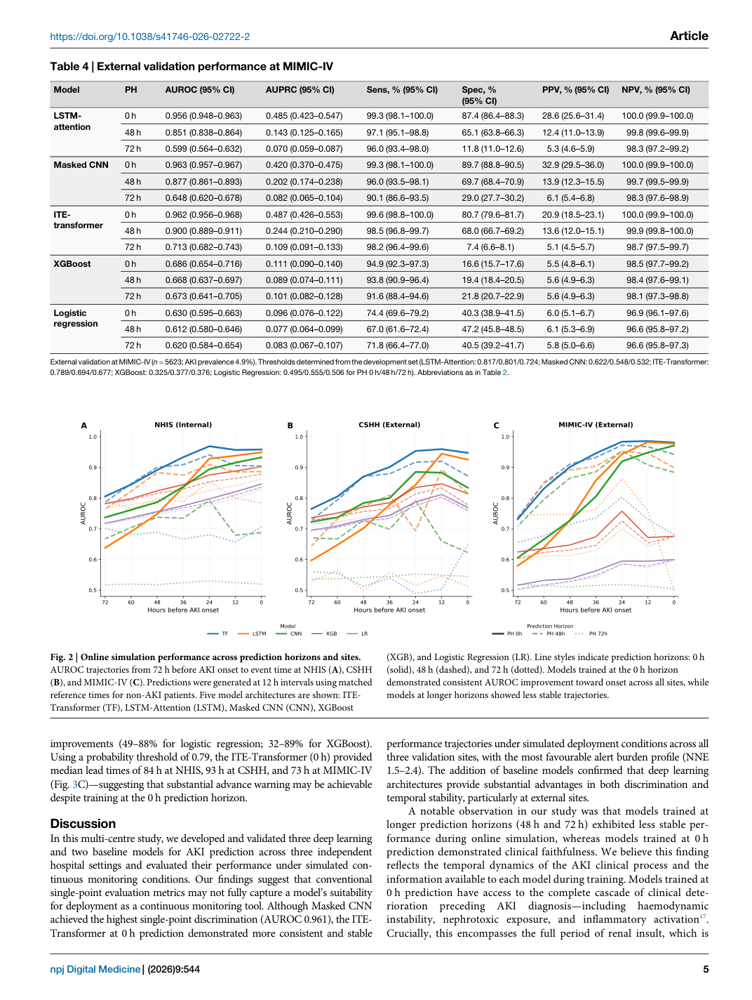 https://doi.org/10.1038/s41746-026-02722-2 Article
Table 4 | External validation performance at MIMIC-IV
Model PH AUROC (95% CI) AUPRC (95% CI) Sens, % (95% CI) Spec, % (95% CI) PPV, % (95% CI) NPV, % (95% CI)
LSTM-attention 0 h 0.956 (0.948–0.963) 0.485 (0.423–0.547) 99.3 (98.1–100.0) 87.4 (86.4–88.3) 28.6 (25.6–31.4) 100.0 (99.9–100.0)
48 h 0.851 (0.838–0.864) 0.143 (0.125–0.165) 97.1 (95.1–98.8) 65.1 (63.8–66.3) 12.4 (11.0–13.9) 99.8 (99.6–99.9)
72 h 0.599 (0.564–0.632) 0.070 (0.059–0.087) 96.0 (93.4–98.0) 11.8 (11.0–12.6) 5.3 (4.6–5.9) 98.3 (97.2–99.2)
Masked CNN 0 h 0.963 (0.957–0.967) 0.420 (0.370–0.475) 99.3 (98.1–100.0) 89.7 (88.8–90.5) 32.9 (29.5–36.0) 100.0 (99.9–100.0)
48 h 0.877 (0.861–0.893) 0.202 (0.174–0.238) 96.0 (93.5–98.1) 69.7 (68.4–70.9) 13.9 (12.3–15.5) 99.7 (99.5–99.9)
72 h 0.648 (0.620–0.678) 0.082 (0.065–0.104) 90.1 (86.6–93.5) 29.0 (27.7–30.2) 6.1 (5.4–6.8) 98.3 (97.6–98.9)
ITE-transformer 0 h 0.962 (0.956–0.968) 0.487 (0.426–0.553) 99.6 (98.8–100.0) 80.7 (79.6–81.7) 20.9 (18.5–23.1) 100.0 (99.9–100.0)
48 h 0.900 (0.889–0.911) 0.244 (0.210–0.290) 98.5 (96.8–99.7) 68.0 (66.7–69.2) 13.6 (12.0–15.1) 99.9 (99.8–100.0)
72 h 0.713 (0.682–0.743) 0.109 (0.091–0.133) 98.2 (96.4–99.6) 7.4 (6.6–8.1) 5.1 (4.5–5.7) 98.7 (97.5–99.7)
XGBoost 0 h 0.686 (0.654–0.716) 0.111 (0.090–0.140) 94.9 (92.3–97.3) 16.6 (15.7–17.6) 5.5 (4.8–6.1) 98.5 (97.7–99.2)
48 h 0.668 (0.637–0.697) 0.089 (0.074–0.111) 93.8 (90.9–96.4) 19.4 (18.4–20.5) 5.6 (4.9–6.3) 98.4 (97.6–99.1)
72 h 0.673 (0.641–0.705) 0.101 (0.082–0.128) 91.6 (88.4–94.6) 21.8 (20.7–22.9) 5.6 (4.9–6.3) 98.1 (97.3–98.8)
Logistic regression 0 h 0.630 (0.595–0.663) 0.096 (0.076–0.122) 74.4 (69.6–79.2) 40.3 (38.9–41.5) 6.0 (5.1–6.7) 96.9 (96.1–97.6)
48 h 0.612 (0.580–0.646) 0.077 (0.064–0.099) 67.0 (61.6–72.4) 47.2 (45.8–48.5) 6.1 (5.3–6.9) 96.6 (95.8–97.2)
72 h 0.620 (0.584–0.654) 0.083 (0.067–0.107) 71.8 (66.4–77.0) 40.5 (39.2–41.7) 5.8 (5.0–6.6) 96.6 (95.8–97.3)
External validation at MIMIC-IV (n = 5623; AKI prevalence 4.9%). Thresholds determined from the development set (LSTM-Attention: 0.817/0.801/0.724; Masked CNN: 0.622/0.548/0.532; ITE-Transformer:
0.789/0.694/0.677; XGBoost: 0.325/0.377/0.376; Logistic Regression: 0.495/0.555/0.506 for PH 0 h/48 h/72 h). Abbreviations as in Table 2.
A NHIS (Internal)
1.0
0.9
0.8
0.7
0.6
0.5
AUROC
72 60 48 36 24 12 0
Hours before AKI onset
B CSHH (External)
1.0
0.9
0.8
0.7
0.6
0.5
AUROC
72 60 48 36 24 12 0
Hours before AKI onset
C MIMIC-IV (External)
1.0
0.9
0.8
0.7
0.6
0.5
AUROC
72 60 48 36 24 12 0
Hours before AKI onset
Model
TF LSTM CNN XGB LR
Prediction Horizon
PH 0h PH 48h PH 72h
Fig. 2 | Online simulation performance across prediction horizons and sites.
AUROC trajectories from 72 h before AKI onset to event time at NHIS (A), CSHH
(B), and MIMIC-IV (C). Predictions were generated at 12 h intervals using matched
reference times for non-AKI patients. Five model architectures are shown: ITE-
Transformer (TF), LSTM-Attention (LSTM), Masked CNN (CNN), XGBoost
(XGB), and Logistic Regression (LR). Line styles indicate prediction horizons: 0 h
(solid), 48 h (dashed), and 72 h (dotted). Models trained at the 0 h horizon
demonstrated consistent AUROC improvement toward onset across all sites, while
models at longer horizons showed less stable trajectories.
improvements (49–88% for logistic regression; 32–89% for XGBoost).
Using a probability threshold of 0.79, the ITE-Transformer (0 h) provided
median lead times of 84 h at NHIS, 93 h at CSHH, and 73 h at MIMIC-IV
(Fig. 3C)—suggesting that substantial advance warning may be achievable
despite training at the 0 h prediction horizon.
Discussion
In this multi-centre study, we developed and validated three deep learning
and two baseline models for AKI prediction across three independent
hospital settings and evaluated their performance under simulated con-
tinuous monitoring conditions. Our findings suggest that conventional
single-point evaluation metrics may not fully capture a model's suitability
for deployment as a continuous monitoring tool. Although Masked CNN
achieved the highest single-point discrimination (AUROC 0.961), the ITE-
Transformer at 0 h prediction demonstrated more consistent and stable
performance trajectories under simulated deployment conditions across all
three validation sites, with the most favourable alert burden profile (NNE
1.5–2.4). The addition of baseline models confirmed that deep learning
architectures provide substantial advantages in both discrimination and
temporal stability, particularly at external sites.
A notable observation in our study was that models trained at
longer prediction horizons (48 h and 72 h) exhibited less stable per-
formance during online simulation, whereas models trained at 0 h
prediction demonstrated clinical faithfulness. We believe this finding
reflects the temporal dynamics of the AKI clinical process and the
information available to each model during training. Models trained at
0 h prediction have access to the complete cascade of clinical dete-
rioration preceding AKI diagnosis—including haemodynamic
instability, nephrotoxic exposure, and inflammatory activation17.
Crucially, this encompasses the full period of renal insult, which is
npj Digital Medicine | (2026)9:544 5